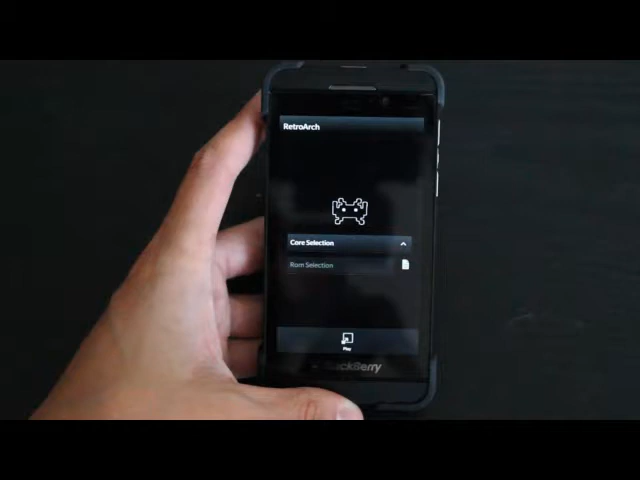 RetroArch
Core Selection
Rom Selection
Play
BlackBerry